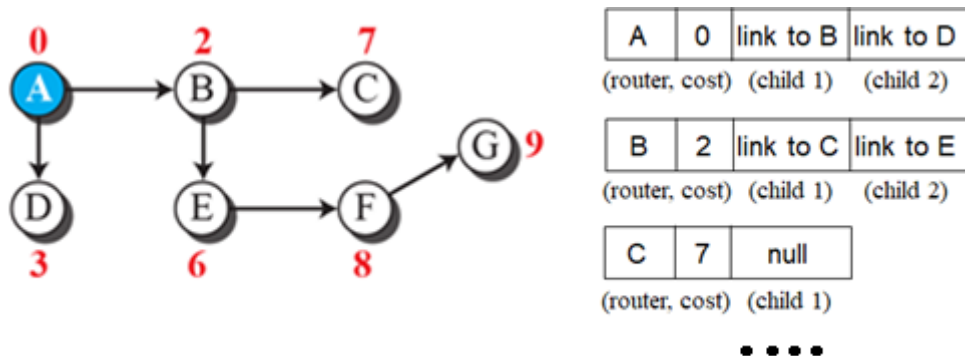 0 2 7
A B C
G 9
D E F
3 6 8
A 0 link to B link to D
(router, cost) (child 1) (child 2)
B 2 link to C link to E
(router, cost) (child 1) (child 2)
C 7 null
(router, cost) (child 1)